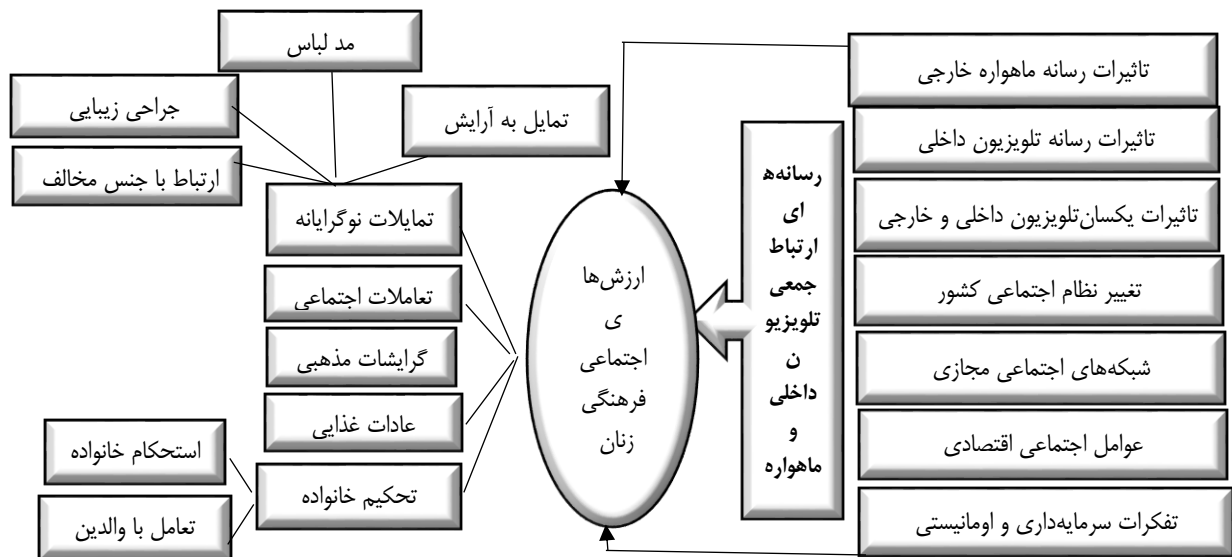 تاثیرات رسانه ماهواره خارجی
تاثیرات رسانه تلویزیون داخلی
تاثیرات یکسان‌تلویزیون داخلی و خارجی
تغییر نظام اجتماعی کشور
شبکه‌های اجتماعی مجازی
عوامل اجتماعی اقتصادی
تفکرات سرمایه‌داری و اومانیستی
رسانه‌ه
ای
ارتباط
جمعی
تلویزیو
ن
داخلی
و
ماهواره
ارزش‌ها
ی
اجتماعی
فرهنگی
زنان
مد لباس
تمایل به آرایش
جراحی زیبایی
ارتباط با جنس مخالف
تمایلات نوگرایانه
تعاملات اجتماعی
گرایشات مذهبی
عادات غذایی
تحکیم خانواده
استحکام خانواده
تعامل با والدین